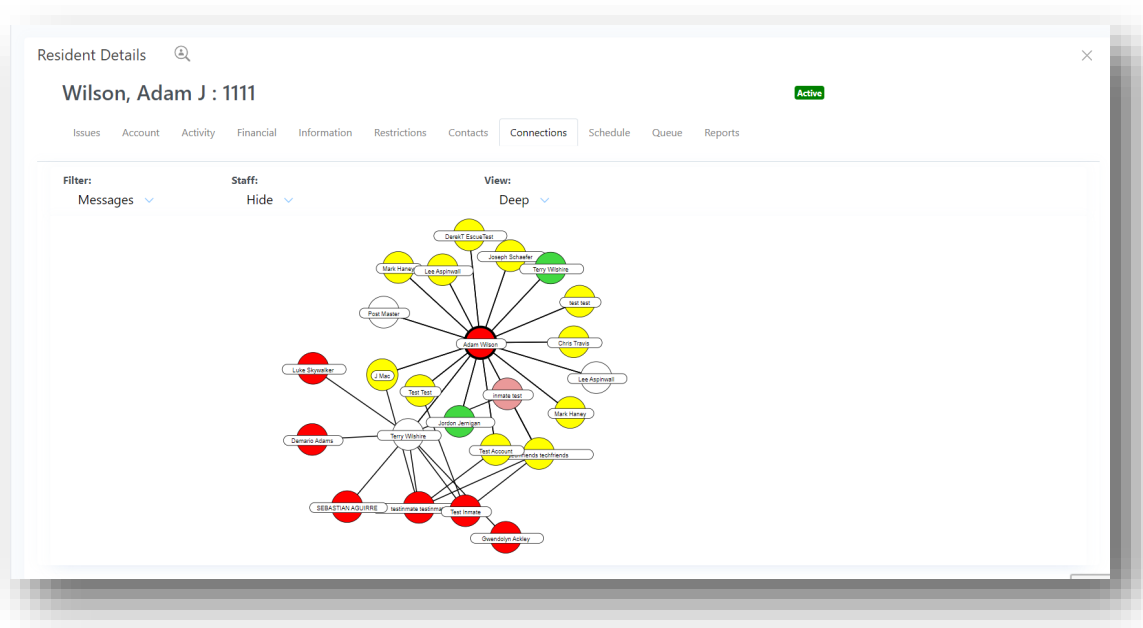 Resident Details
Wilson, Adam J : 1111
Active
Issues Account Activity Financial Information Restrictions Contacts Connections Schedule Queue Reports
Filter: Staff: View:
Messages Hide Deep
DerekT EscueTest
Joseph Schaefer
Mark Haney
Lee Aspinwall
Terry Wilshire
test test
Post Master
Adam Wilson
Chris Travis
Luke Skywalker
J Mac
Lee Aspinwall
Test Test
inmate test
Mark Haney
Jordon Jernigan
Terry Wilshire
Damario Adams
Test Account
techfriends
SEBASTIAN AGUIRRE
testinmate
Test Inmate
Gwendolyn Ackley